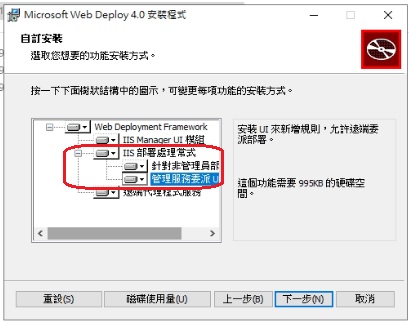 Microsoft Web Deploy 4.0 安裝程式
自訂安裝
選取您想要的功能安裝方式。
按一下下面樹狀結構中的圖示,可變更每項功能的安裝方式。
Web Deployment Framework
IIS Manager UI 模組
IIS 部署處理常式
針對非管理員部
管理服務委派 U
遠端代理程式服務
安裝 UI 來新增規則,允許遠端委
派部署。
這個功能需要 995KB 的硬碟空
間。
重設(S)
磁碟使用量(U)
上一步(B)
下一步(N)
取消